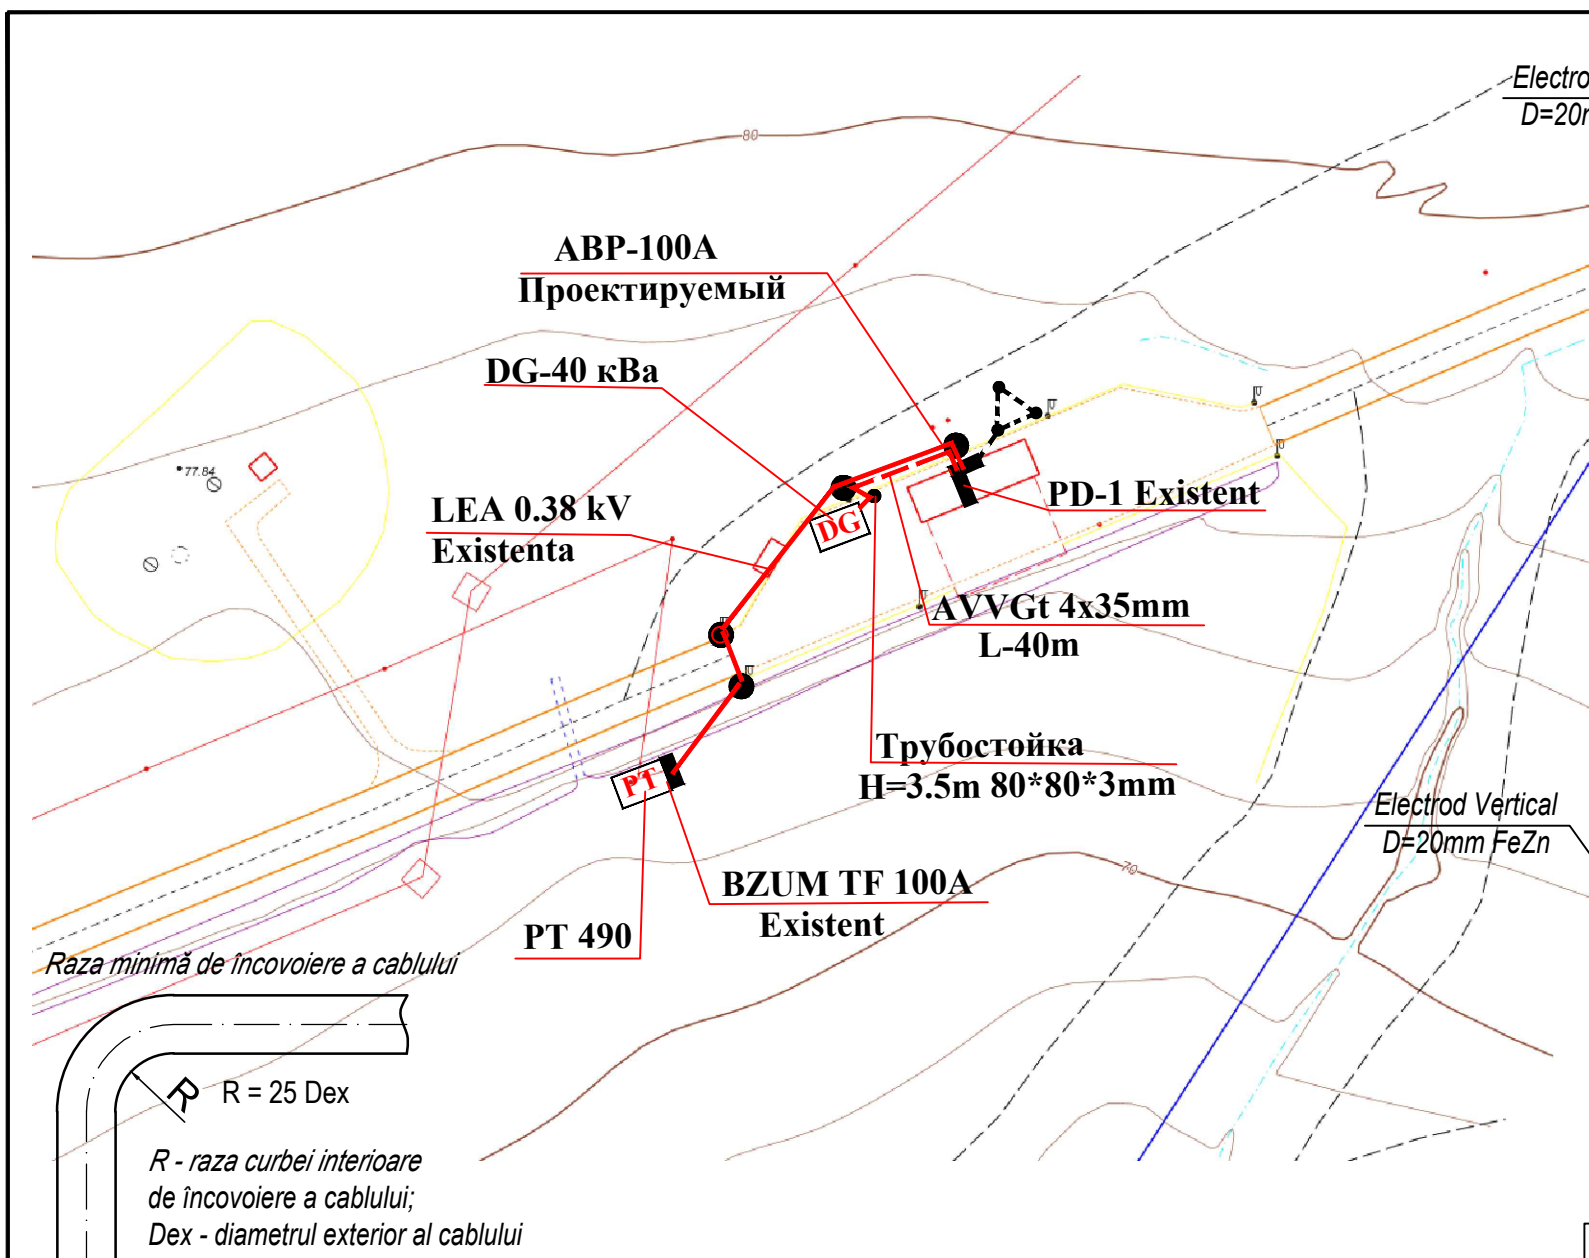 Electro
D=20
80
АВР-100А
Проектируемый
DG-40 кВа
77.84
LEA 0.38 kV
Existenta
DG
PD-1 Existent
AVVGt 4x35mm
L-40m
Трубостойка
H=3.5m 80*80*3mm
PT
Electrod Vertical
D=20mm FeZn
70
BZUM TF 100A
Existent
PT 490
Raza minimă de încovoiere a cablului
R
R = 25 Dex
R - raza curbei interioare
de încovoiere a cablului;
Dex - diametrul exterior al cablului